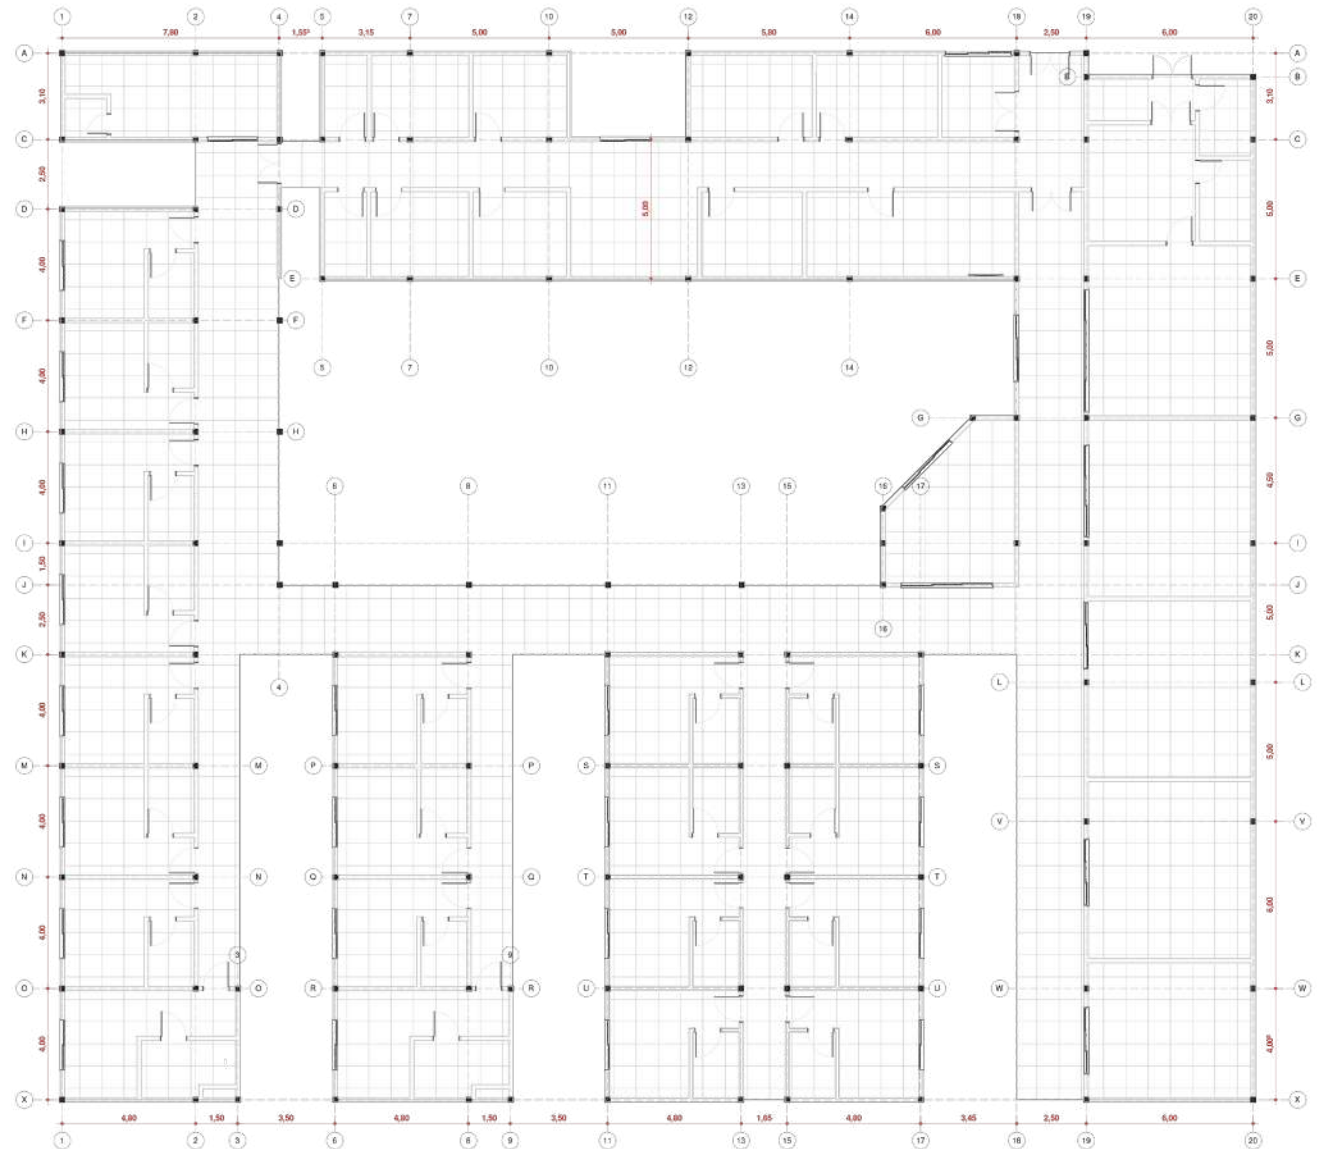 1 2 4 5 7 10 12 14 18 19 20
7,80 1,55⁵ 3,15 5,00 5,00 5,80 6,00 2,50 6,00
A A
B B
3,10 3,10
C C
2,50
D D 5,00 5,00
4,00
E E
F F
4,00 5,00
5 7 10 12 14
G G
H H
4,00 6 8 11 13 15 15 17 4,50
I I
1,50
J J
2,50 16 5,00
K K
4 L L
4,00
M M P P S S
4,00 5,00
V V
N N Q Q T T
4,00 6,00
3 9
O O R R U U W W
4,00
X X
4,80 1,50 3,50 4,80 1,50 3,50 4,80 1,65 4,80 3,45 2,50 6,00
1 2 3 6 8 9 11 13 15 17 18 19 20